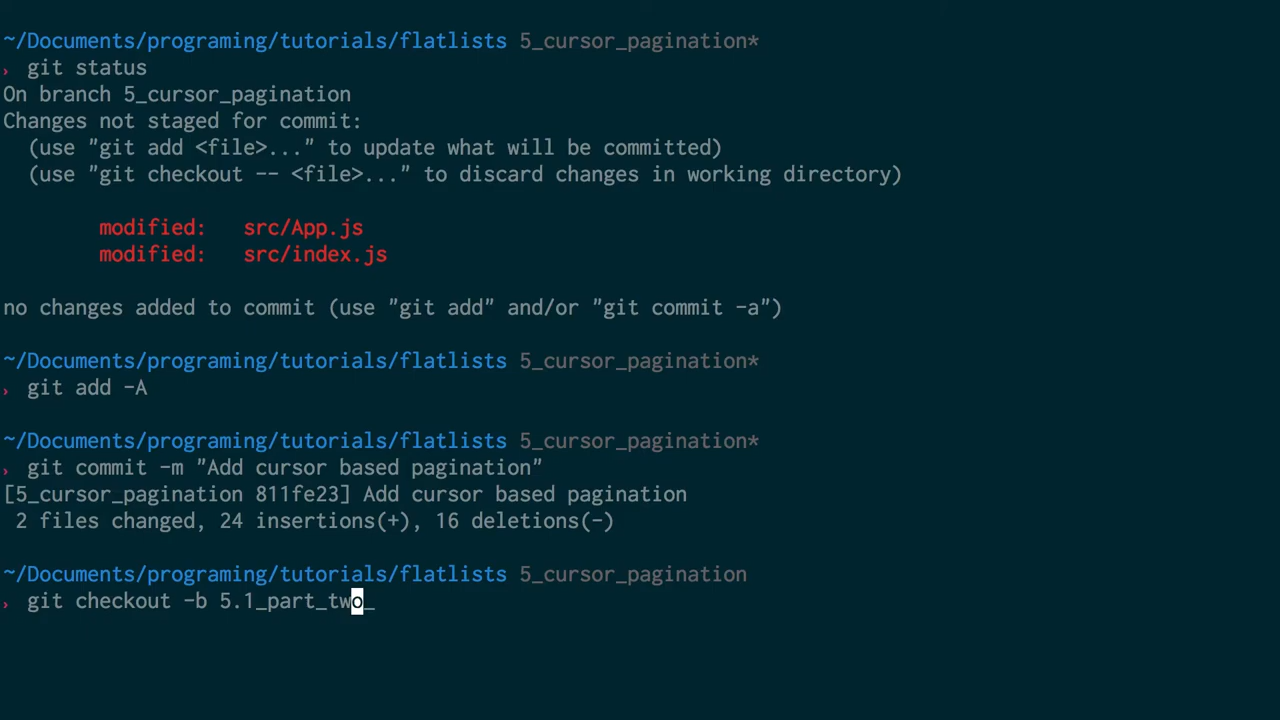 ~/Documents/programing/tutorials/flatlists 5_cursor_pagination*
› git status
On branch 5_cursor_pagination
Changes not staged for commit:
(use "git add <file>..." to update what will be committed)
(use "git checkout -- <file>..." to discard changes in working directory)
modified: src/App.js
modified: src/index.js
no changes added to commit (use "git add" and/or "git commit -a")
~/Documents/programing/tutorials/flatlists 5_cursor_pagination*
› git add -A
~/Documents/programing/tutorials/flatlists 5_cursor_pagination*
› git commit -m "Add cursor based pagination"
[5_cursor_pagination 811fe23] Add cursor based pagination
2 files changed, 24 insertions(+), 16 deletions(-)
~/Documents/programing/tutorials/flatlists 5_cursor_pagination
› git checkout -b 5.1_part_two_